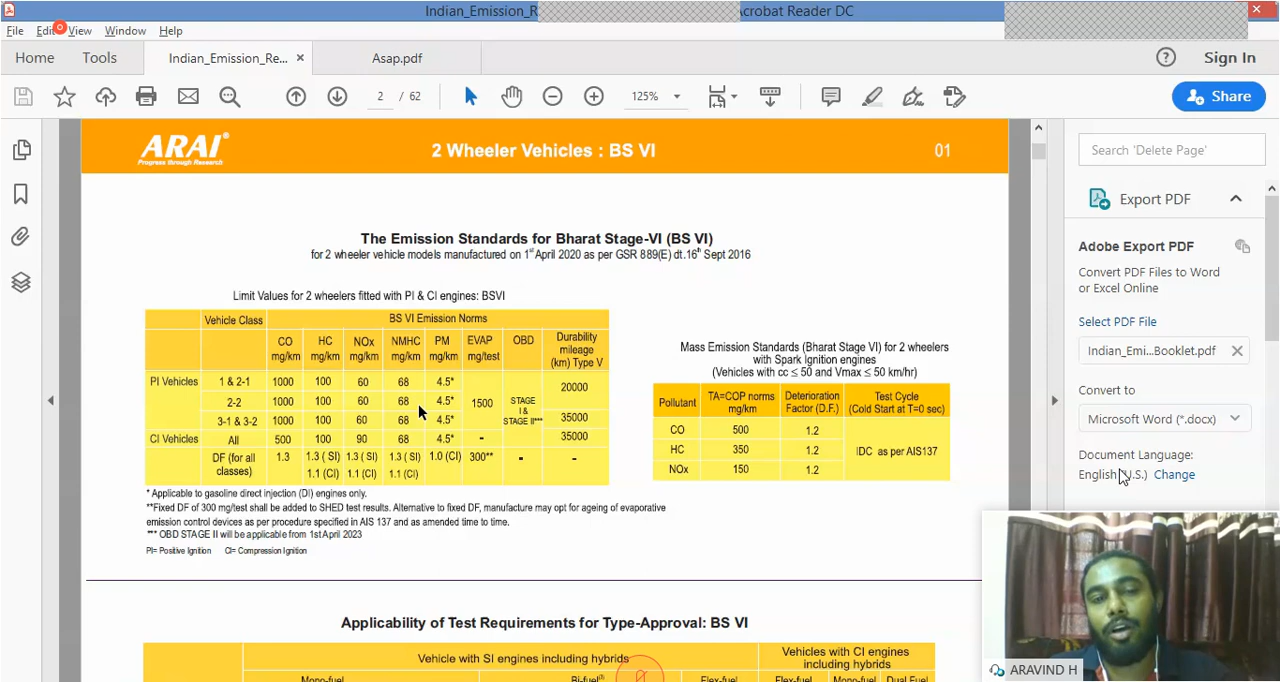 Indian_Emission_R
Acrobat Reader DC
File Edit View Window Help
Home Tools Indian_Emission_Re... × Asap.pdf Sign In
2 / 62 125% Share
ARAI®
Progress through Research
2 Wheeler Vehicles : BS VI 01
The Emission Standards for Bharat Stage-VI (BS VI)
for 2 wheeler vehicle models manufactured on 1st April 2020 as per GSR 889(E) dt.16th Sept 2016
Limit Values for 2 wheelers fitted with PI & CI engines: BSVI
Vehicle Class BS VI Emission Norms
CO mg/km HC mg/km NOx mg/km NMHC mg/km PM mg/km EVAP mg/test OBD Durability mileage (km) Type V
PI Vehicles 1 & 2-1 1000 100 60 68 4.5* 1500 STAGE I & STAGE II*** 20000
2-2 1000 100 60 68 4.5*
3-1 & 3-2 1000 100 60 68 4.5* 35000
CI Vehicles All 500 100 90 68 4.5* - 35000
DF (for all classes) 1.3 1.3 ( SI) 1.1 (CI) 1.3 ( SI) 1.1 (CI) 1.3 ( SI) 1.1 (CI) 1.0 (CI) 300** - -
* Applicable to gasoline direct injection (DI) engines only.
**Fixed DF of 300 mg/test shall be added to SHED test results. Alternative to fixed DF, manufacture may opt for ageing of evaporative
emission control devices as per procedure specified in AIS 137 and as amended time to time.
*** OBD STAGE II will be applicable from 1st April 2023
PI= Positive Ignition CI= Compression Ignition
Mass Emission Standards (Bharat Stage VI) for 2 wheelers
with Spark Ignition engines
(Vehicles with cc ≤ 50 and Vmax ≤ 50 km/hr)
Pollutant TA=COP norms mg/km Deterioration Factor (D.F.) Test Cycle (Cold Start at T=0 sec)
CO 500 1.2 IDC as per AIS137
HC 350 1.2
NOx 150 1.2
Applicability of Test Requirements for Type-Approval: BS VI
Vehicle with SI engines including hybrids
Vehicles with CI engines
including hybrids
Mono-fuel Bi-fuel Flex-fuel Flex-fuel Mono-fuel Dual Fuel
Search 'Delete Page'
Export PDF
Adobe Export PDF
Convert PDF Files to Word
or Excel Online
Select PDF File
Indian_Emi...Booklet.pdf
Convert to
Microsoft Word (*.docx)
Document Language:
English (U.S.) Change
ARAVIND H